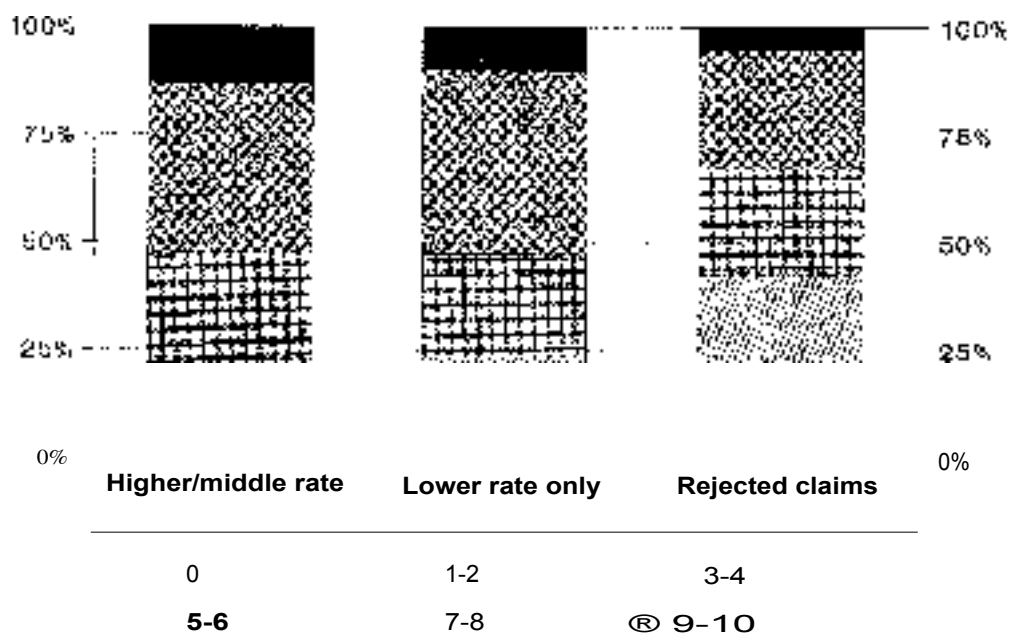 100% 100%
75% 75%
50% 50%
25% 25%
0% 0%
Higher/middle rate Lower rate only Rejected claims
0 1-2 3-4
5-6 7-8 ® 9-10